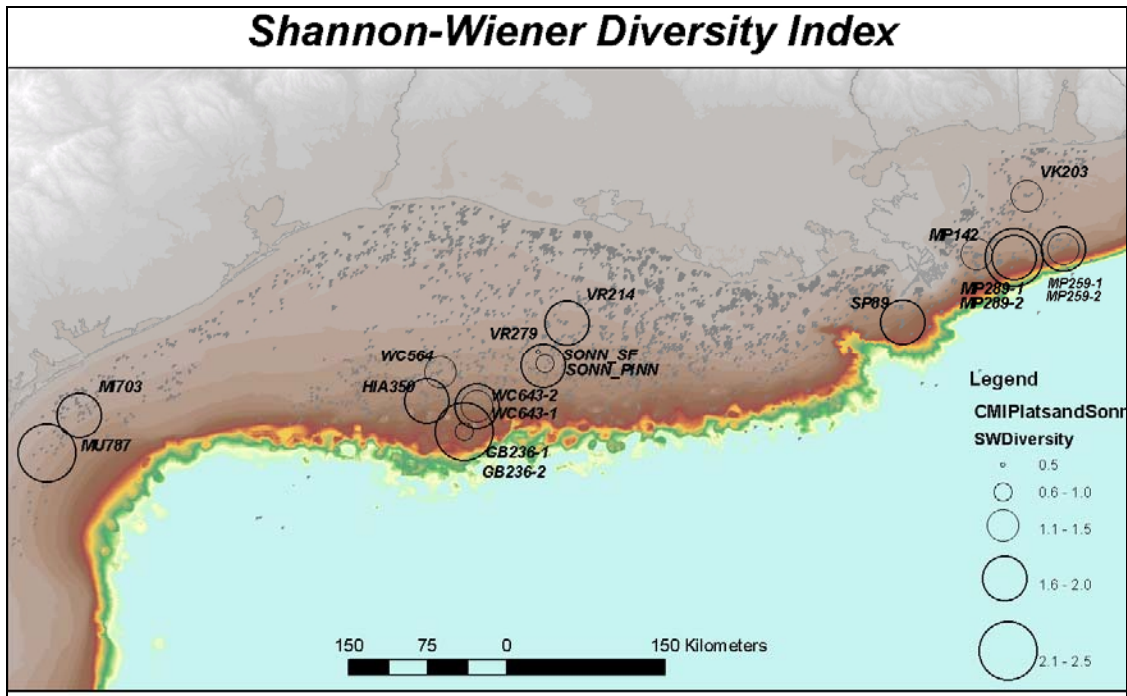 Shannon-Wiener Diversity Index
VK203
MP142
MP289-1
MP289-2
MP259-1
MP259-2
SP89
VR214
VR279
SONN_SF
SONN_PINN
WC564
HIA350
WC643-2
WC643-1
GB236-1
GB236-2
MI703
MU787
Legend
CMIPlatsandSonn
SWDiversity
0.5
0.6 - 1.0
1.1 - 1.5
1.6 - 2.0
2.1 - 2.5
150 75 0 150 Kilometers